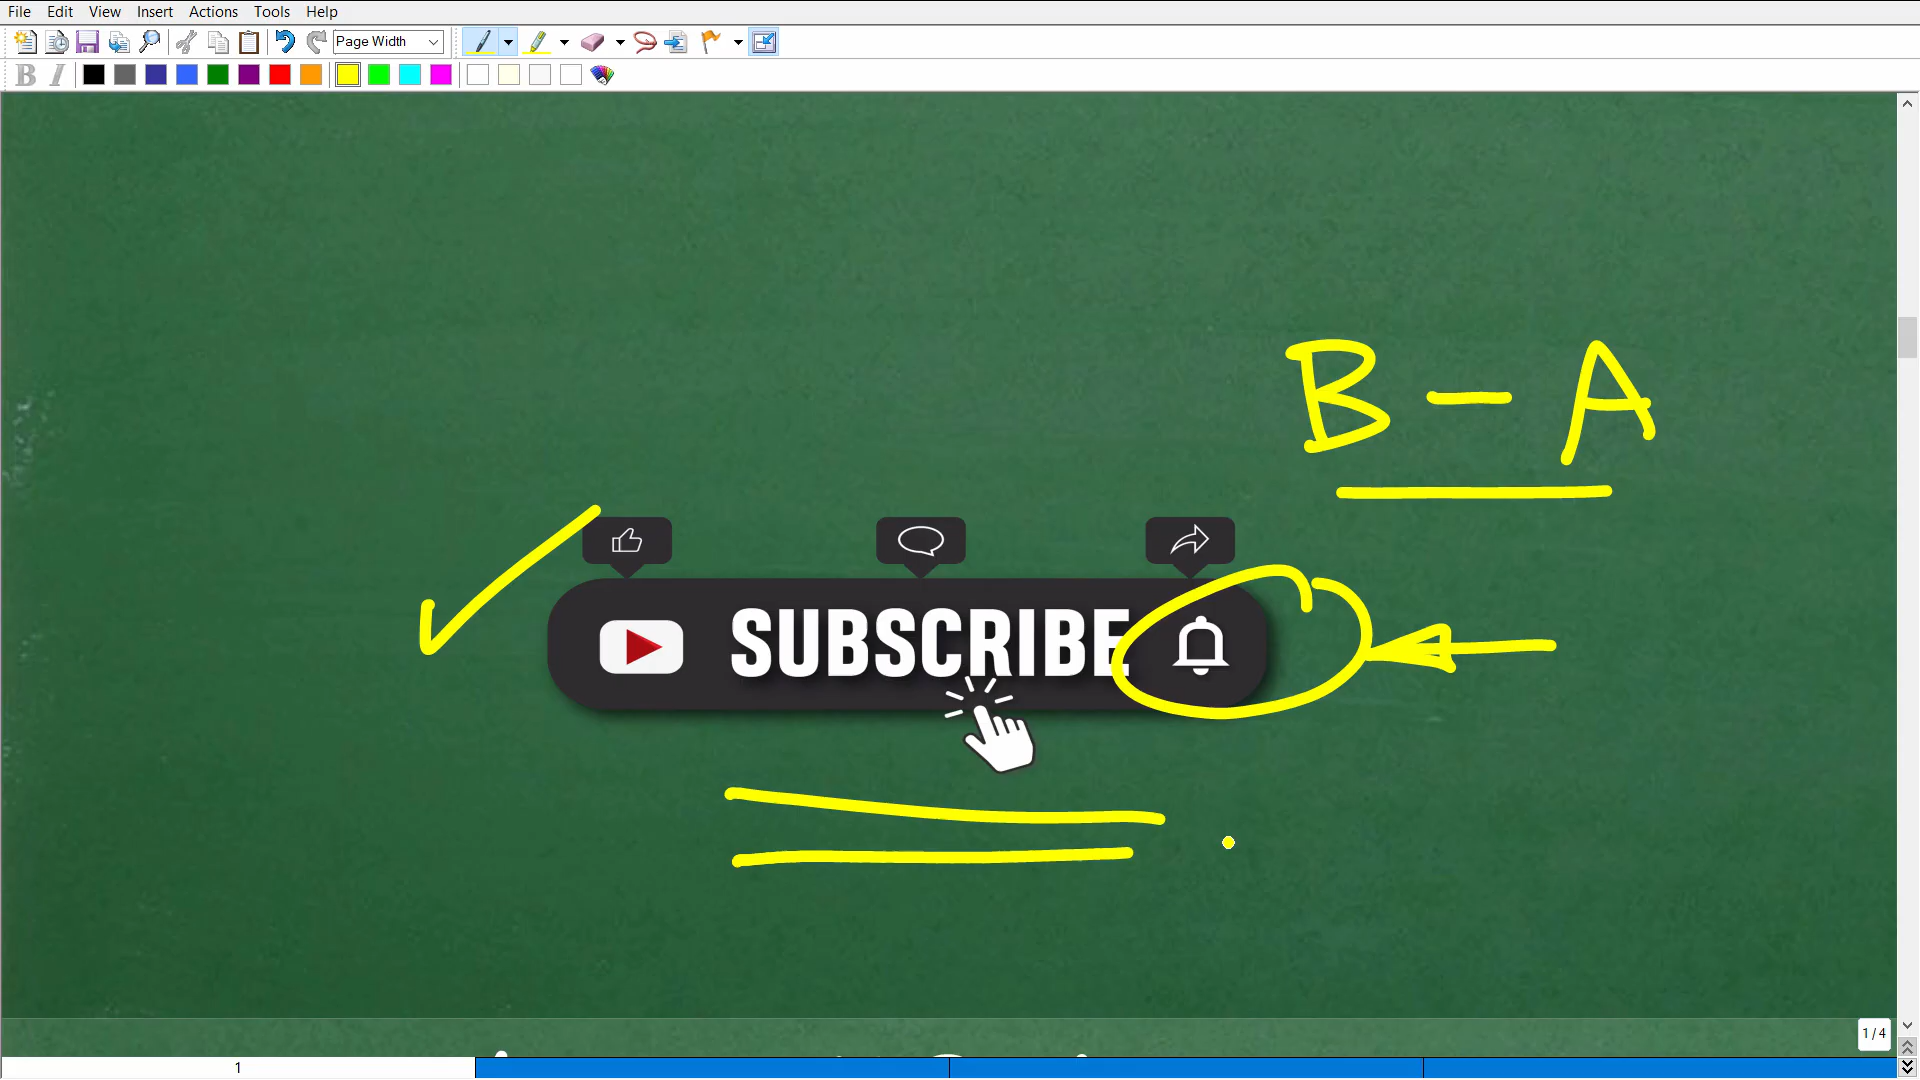 File Edit View Insert Actions Tools Help
Page Width
B I
B - A
SUBSCRIBE
1 / 4
1